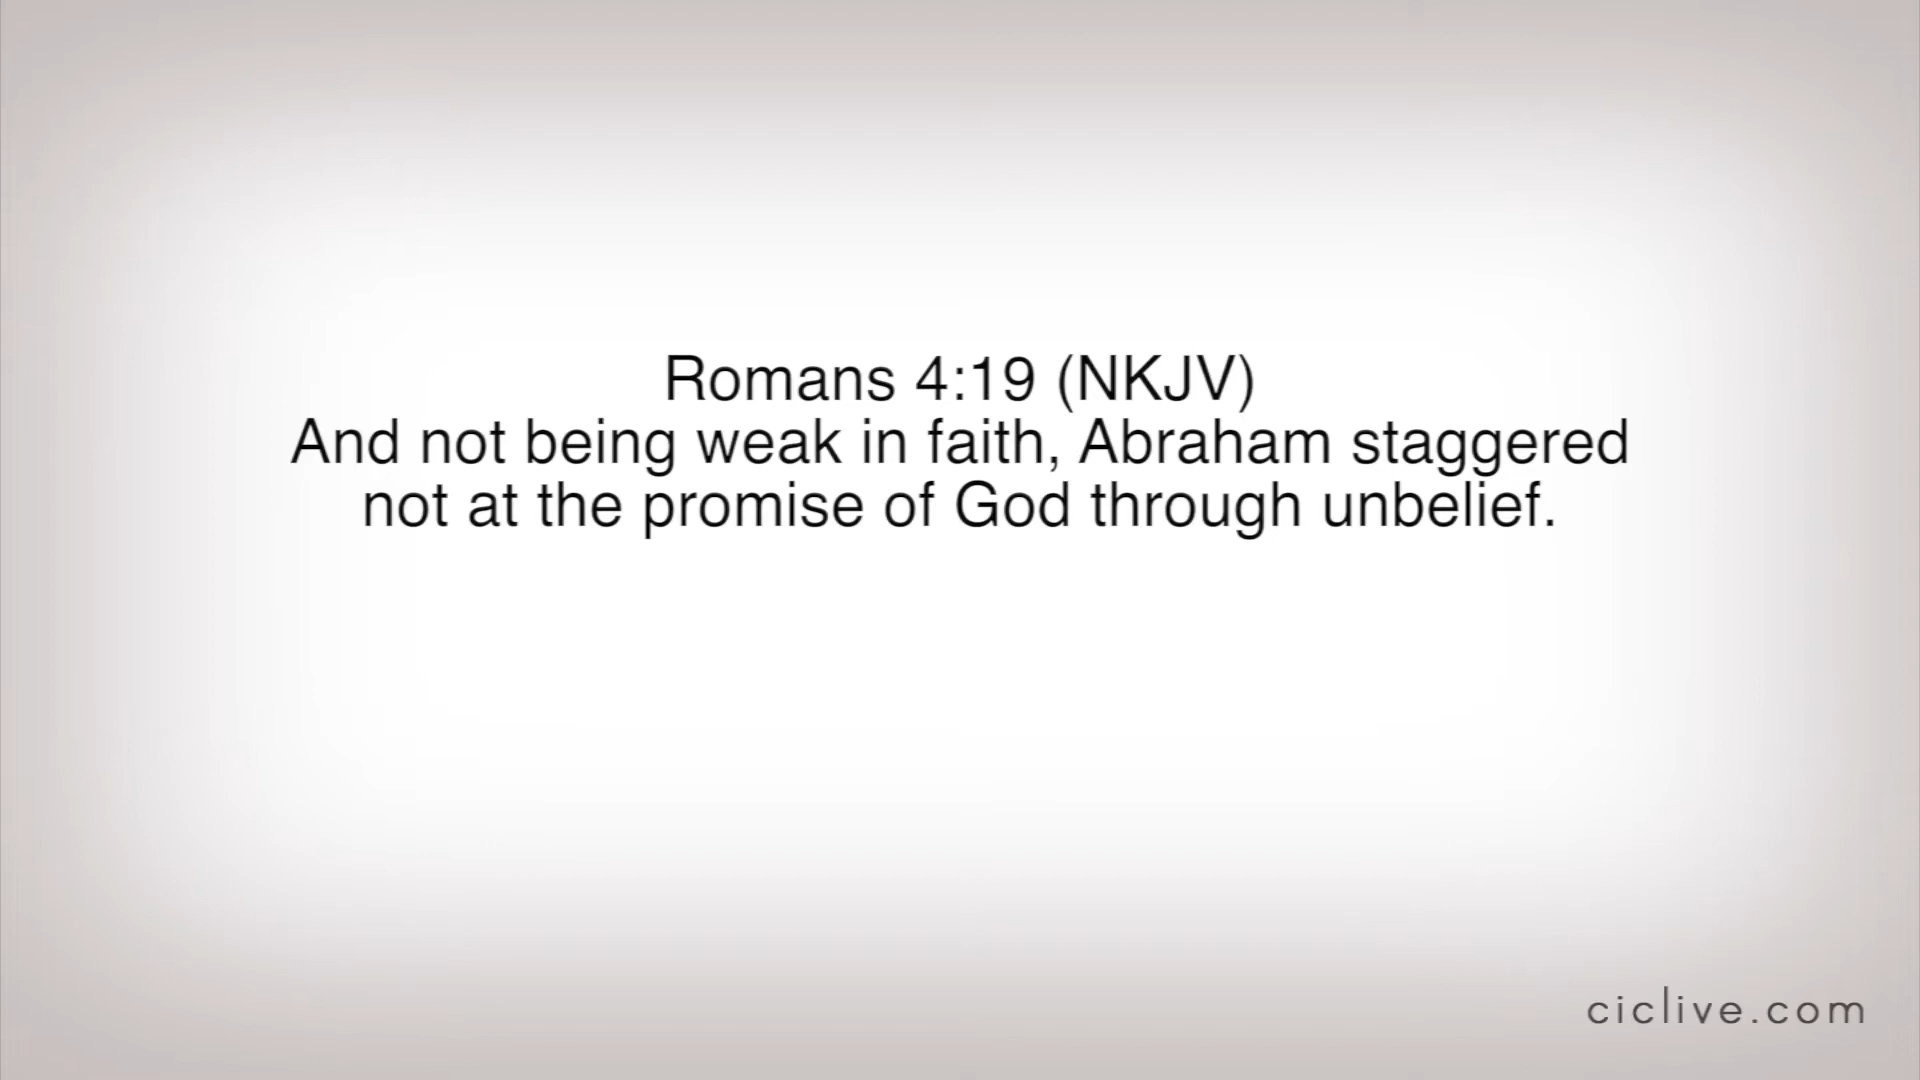 Romans 4:19 (NKJV)
And not being weak in faith, Abraham staggered
not at the promise of God through unbelief.
ciclive.com